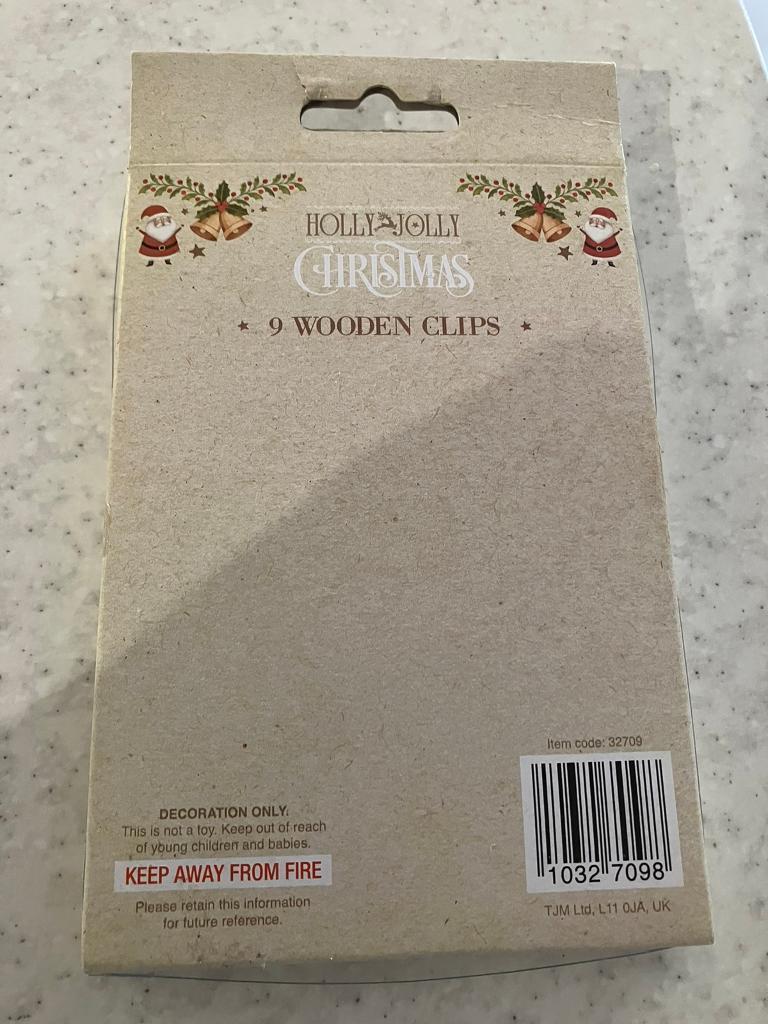 HOLLY JOLLY
CHRISTMAS
9 WOODEN CLIPS
Item code: 32709
1032 7098
TJM Ltd, L11 0JA, UK
DECORATION ONLY.
This is not a toy. Keep out of reach
of young children and babies.
KEEP AWAY FROM FIRE
Please retain this information
for future reference.